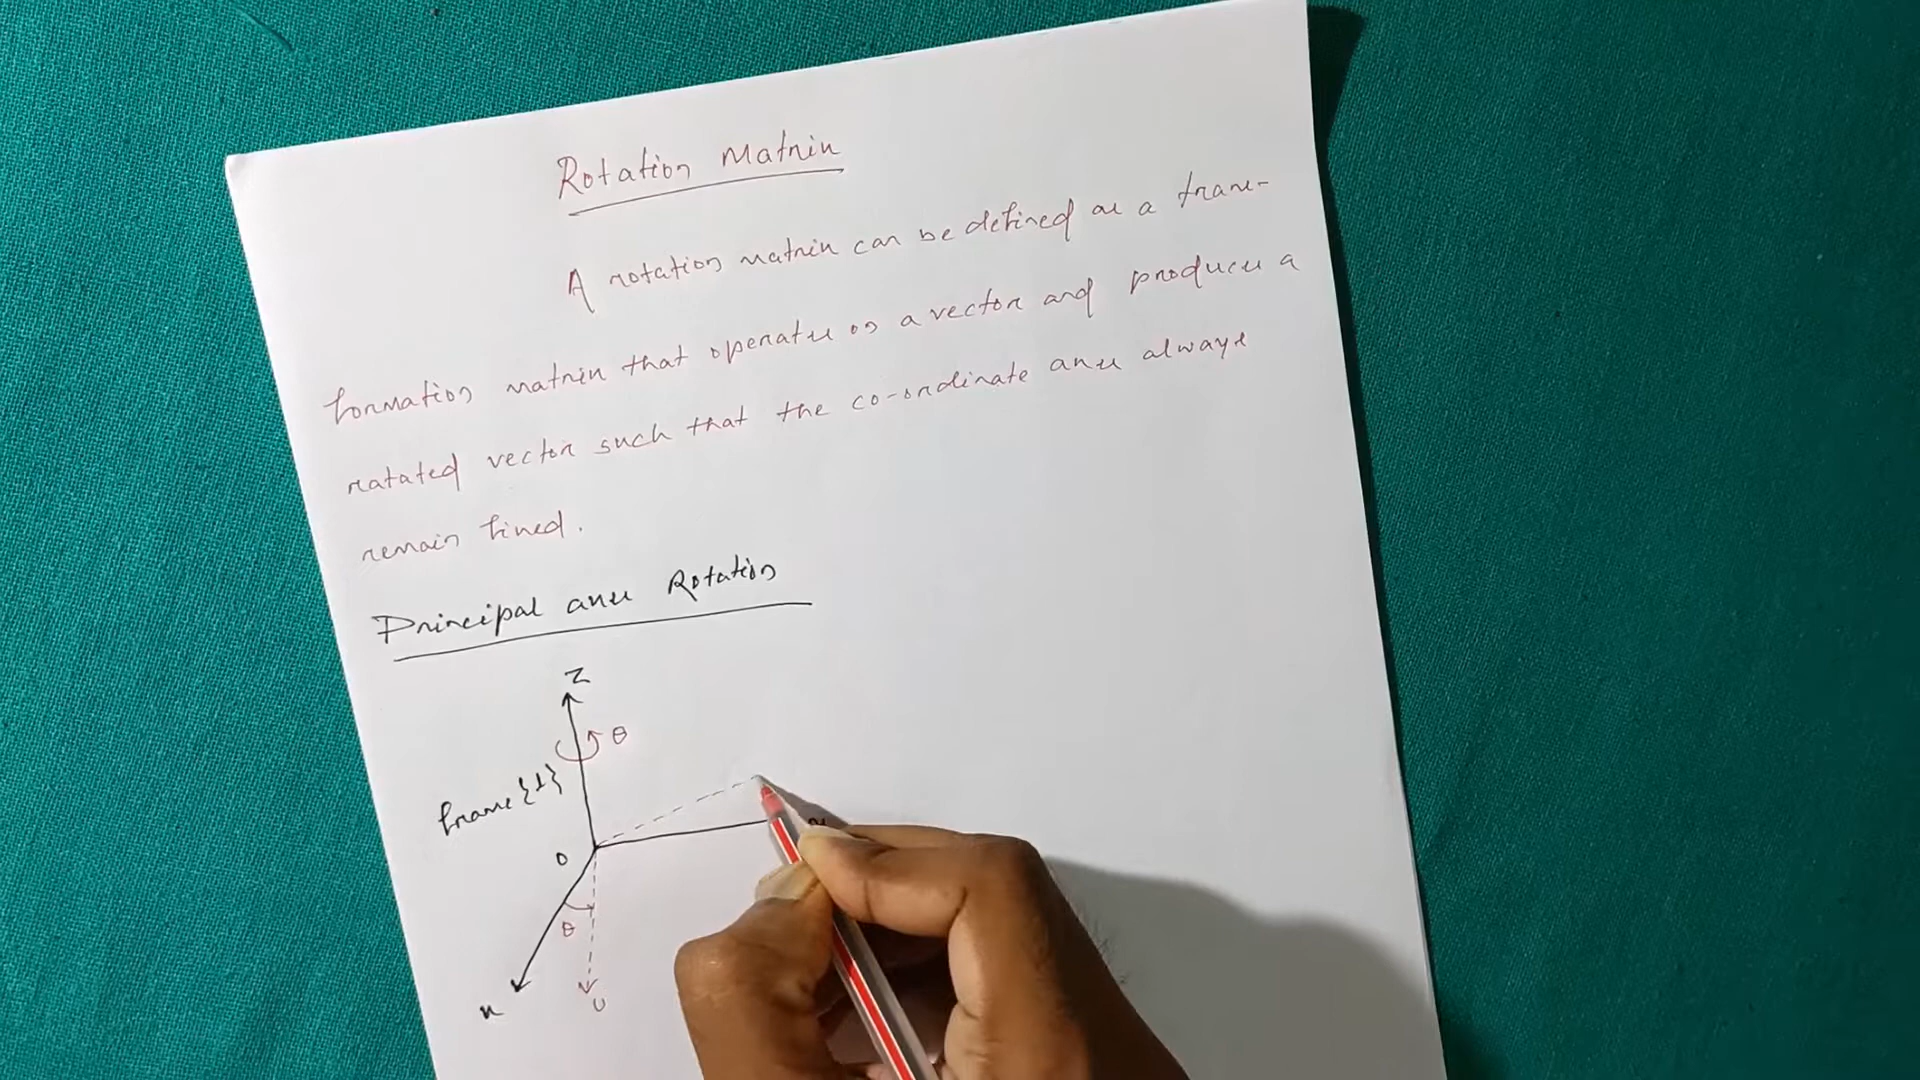 Rotation Matrix
A rotation matrix can be defined as a trans-
formation matrix that operates on a vector and produces a
ratated vector such that the co-ordinate axes always
remain fixed.
Principal axes Rotation
Z
θ
frame {1}
O
y
θ
x
U